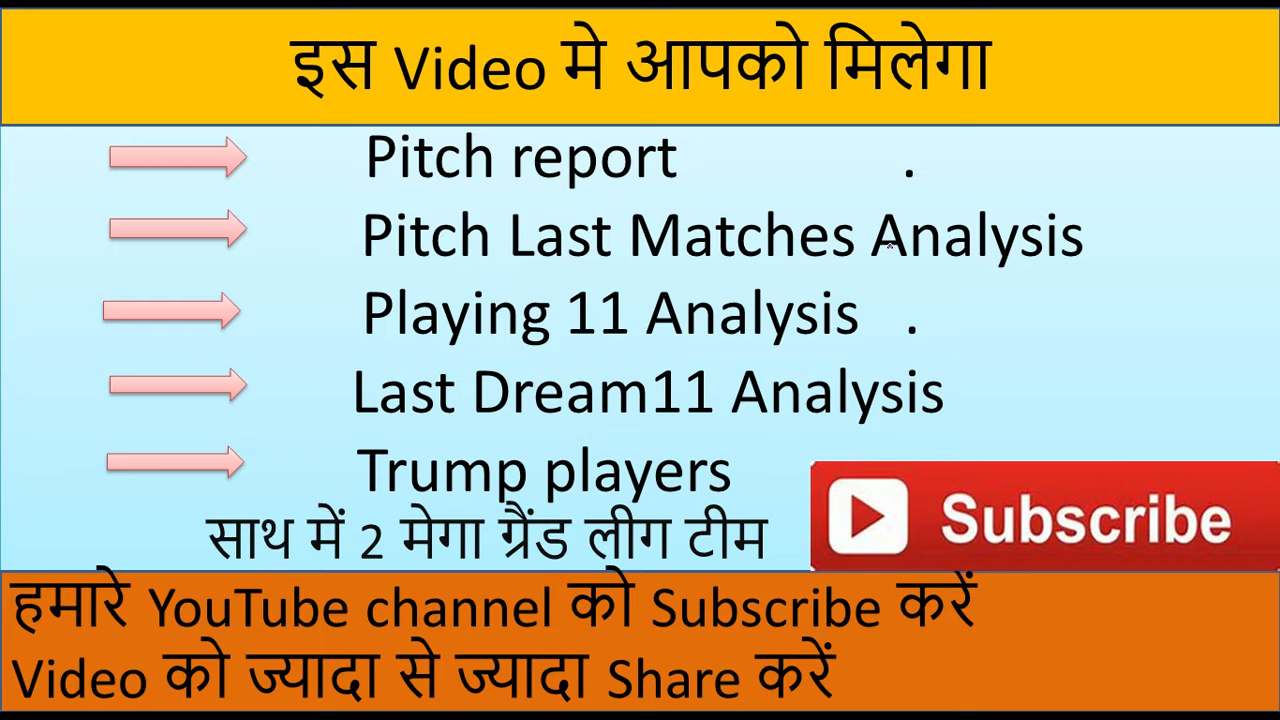 इस Video मे आपको मिलेगा
Pitch report .
Pitch Last Matches Analysis
Playing 11 Analysis .
Last Dream11 Analysis
Trump players
साथ में 2 मेगा ग्रैंड लीग टीम
Subscribe
हमारे YouTube channel को Subscribe करें
Video को ज्यादा से ज्यादा Share करें